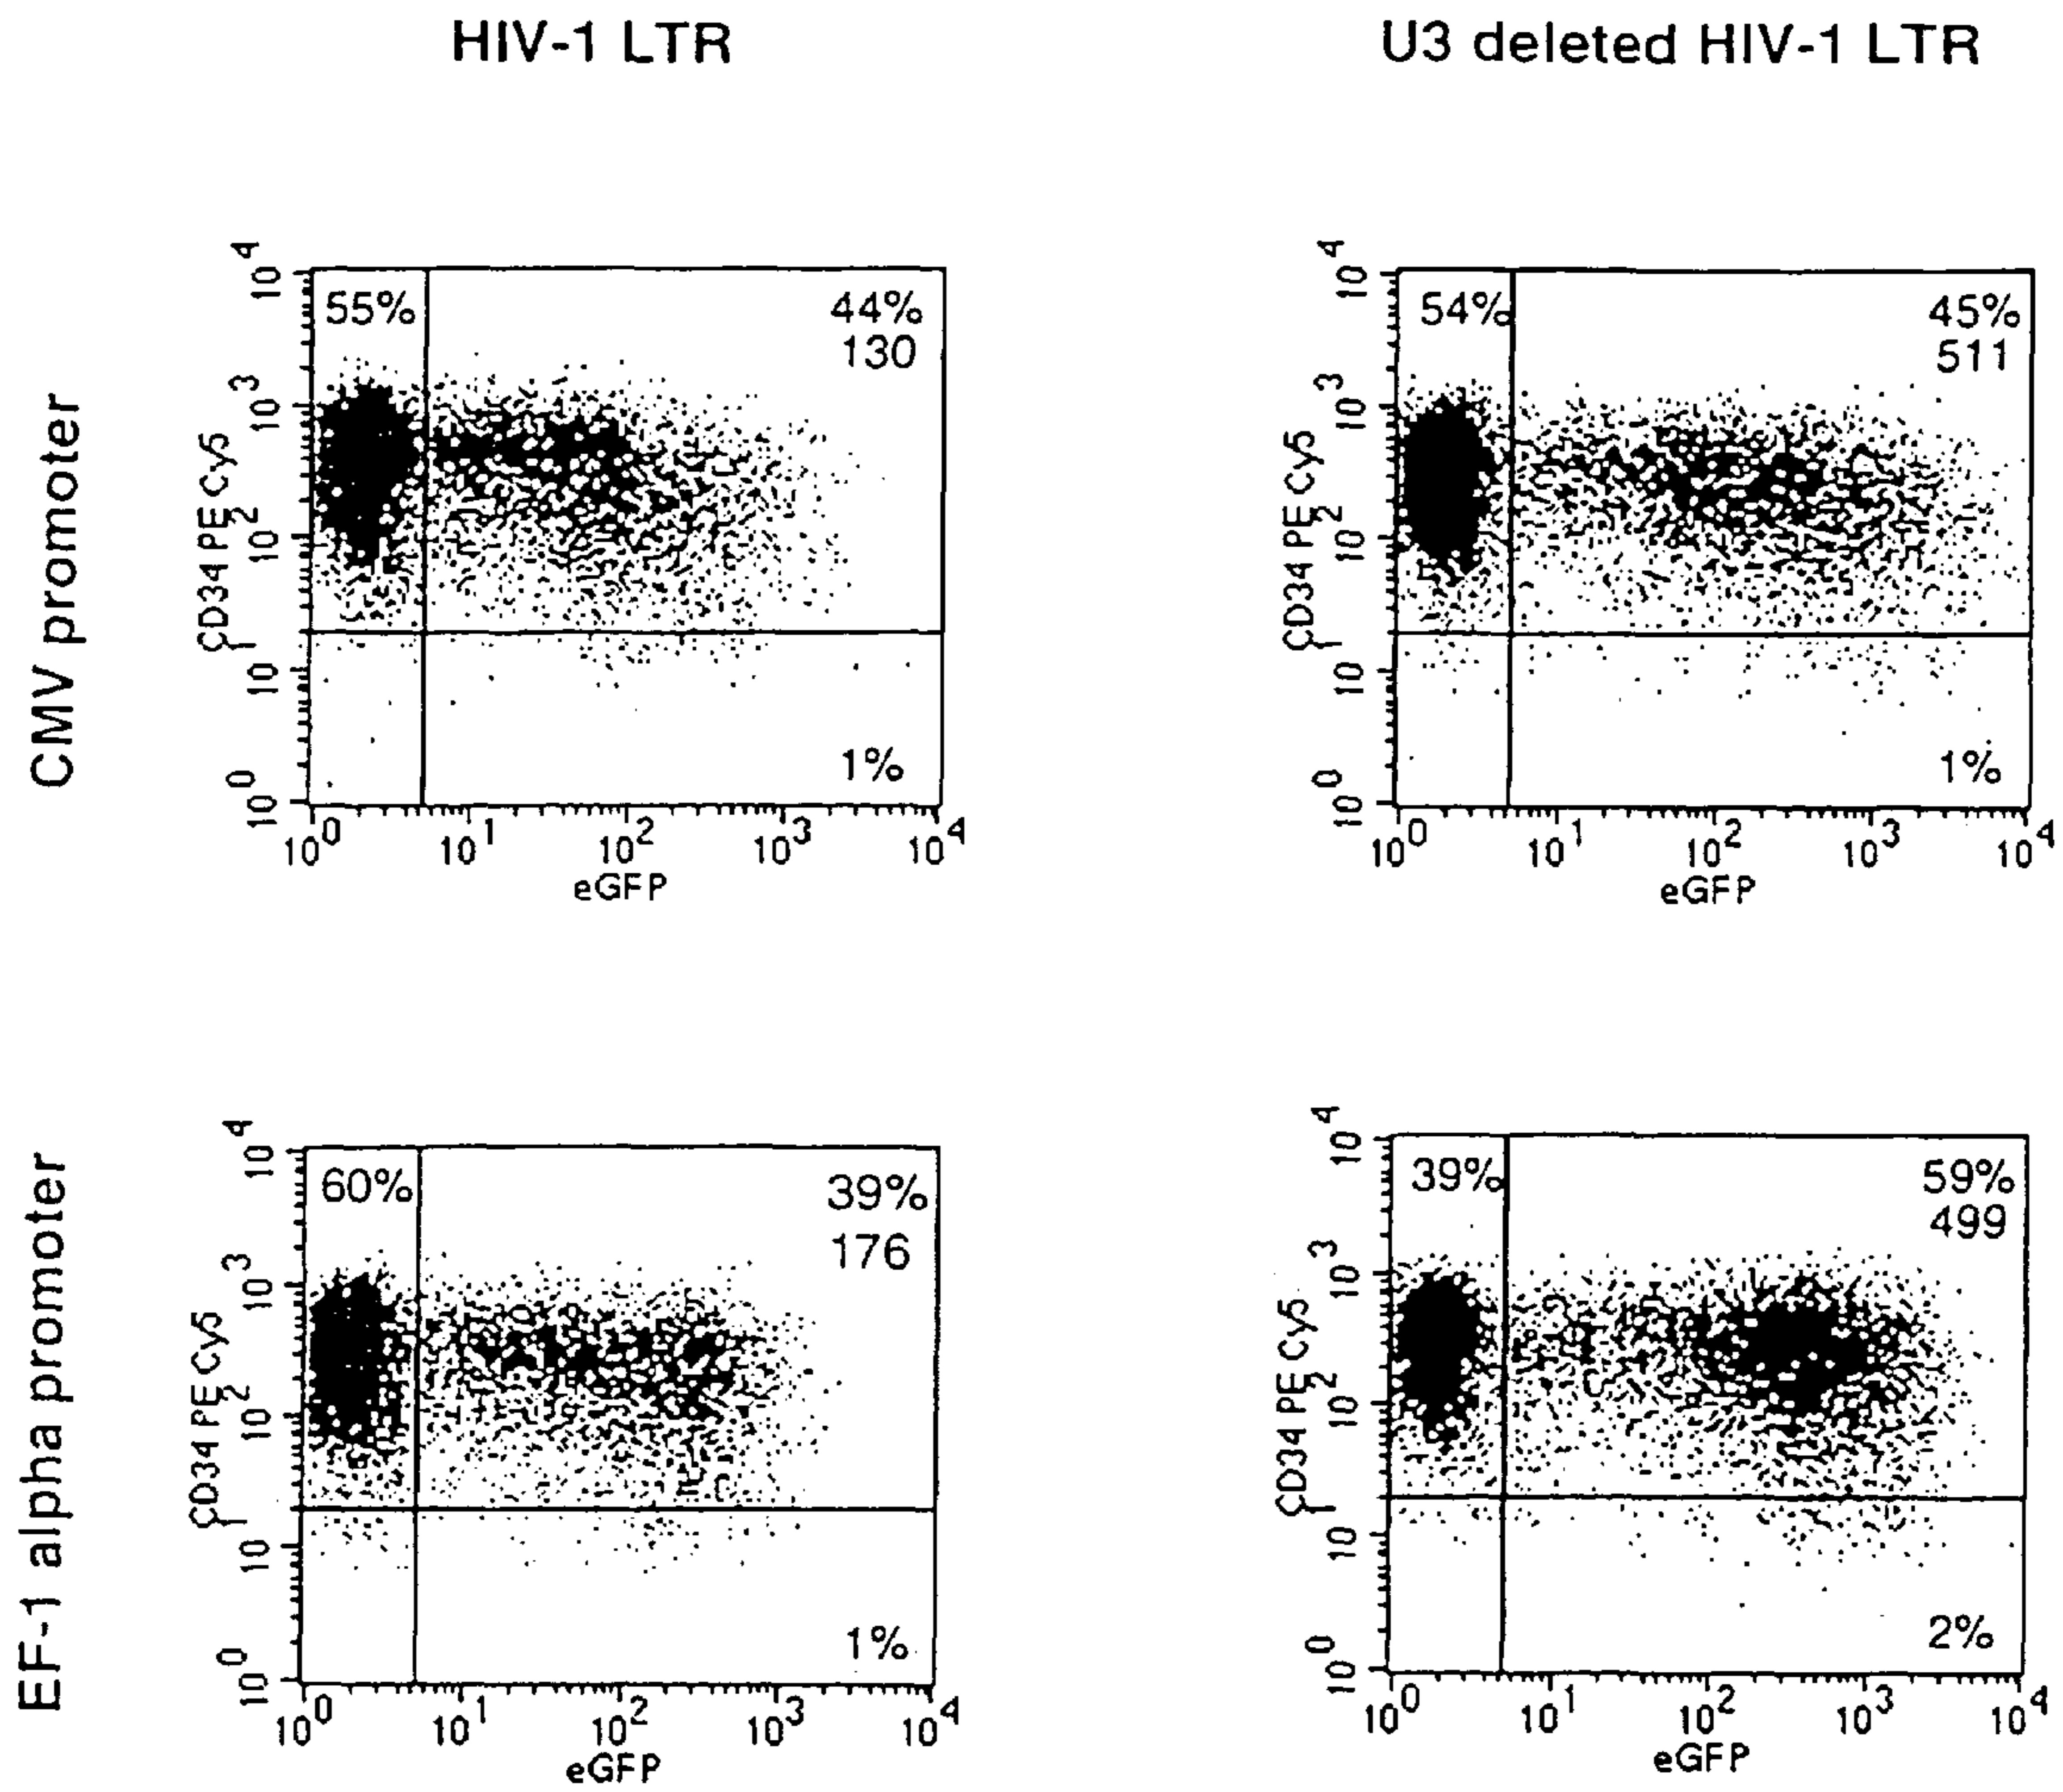 HIV-1 LTR
U3 deleted HIV-1 LTR
CMV promoter
CD34 PE Cy5
10^4
10^3
10^2
10^1
10^0
55%
44%
130
1%
10^0 10^1 10^2 10^3 10^4
eGFP
CD34 PE Cy5
10^4
10^3
10^2
10^1
10^0
54%
45%
511
1%
10^0 10^1 10^2 10^3 10^4
eGFP
EF-1 alpha promoter
CD34 PE Cy5
10^4
10^3
10^2
10^1
10^0
60%
39%
176
1%
10^0 10^1 10^2 10^3 10^4
eGFP
CD34 PE Cy5
10^4
10^3
10^2
10^1
10^0
39%
59%
499
2%
10^0 10^1 10^2 10^3 10^4
eGFP